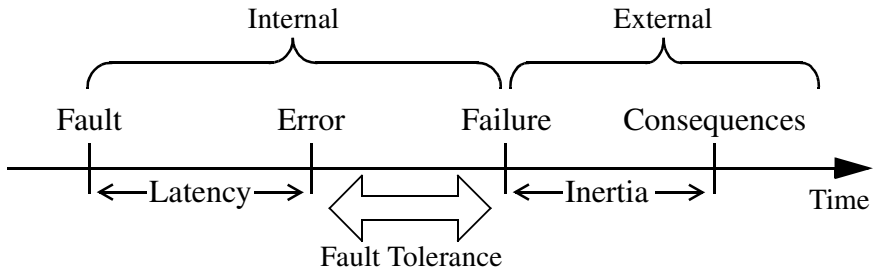 Internal External
Fault Error Failure Consequences
Latency Inertia
Time
Fault Tolerance